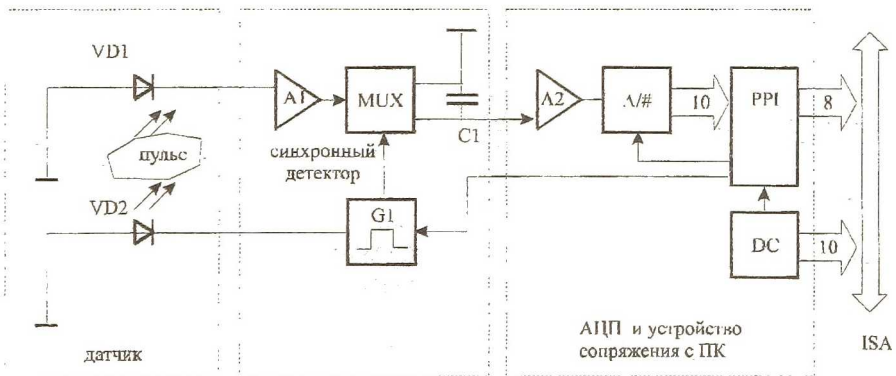 VD1
A1
MUX
A2
Λ/#
10
PPI
8
C1
пульс
синхронный
детектор
VD2
G1
DC
10
АЦП и устройство
сопряжения с ПК
ISA
датчик